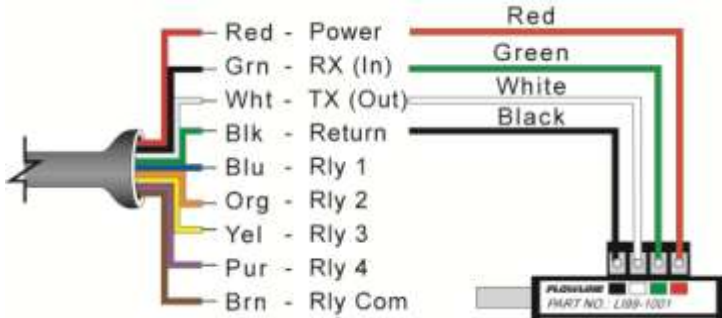 Red - Power Red
Grn - RX (In) Green
Wht - TX (Out) White
Blk - Return Black
Blu - Rly 1
Org - Rly 2
Yel - Rly 3
Pur - Rly 4
Brn - Rly Com
FLOWLINE
PART NO.: LI99-1001